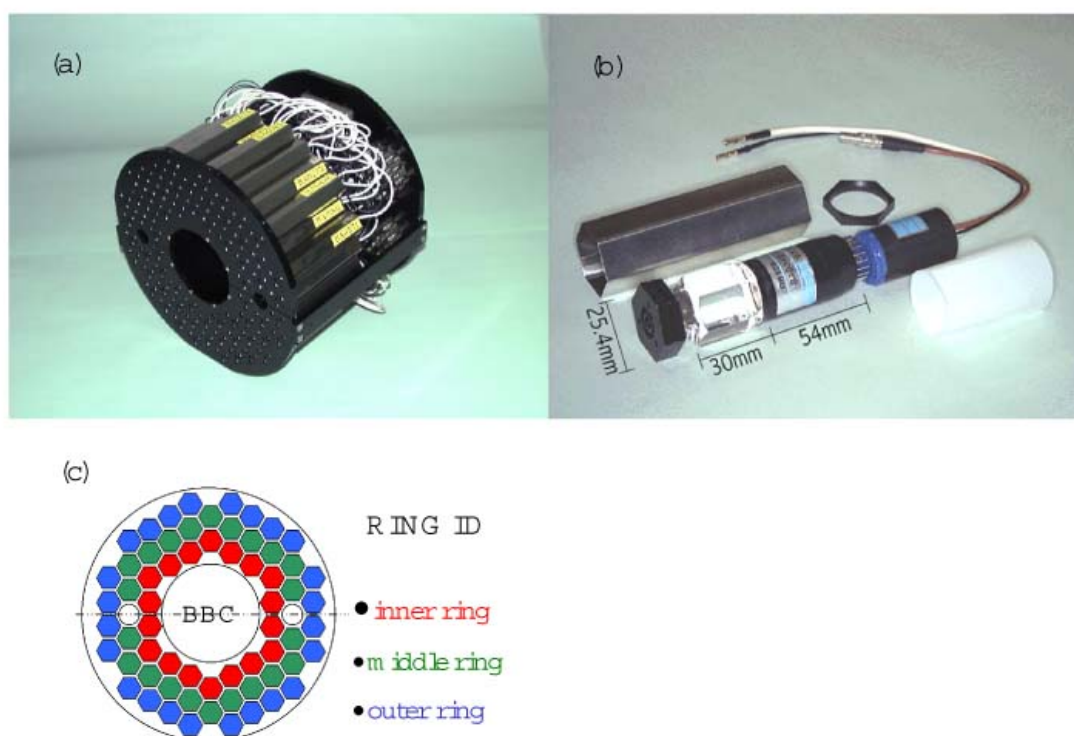 (a)
(b)
25.4mm
30mm
54mm
(c)
RING ID
BBC
inner ring
middle ring
outer ring